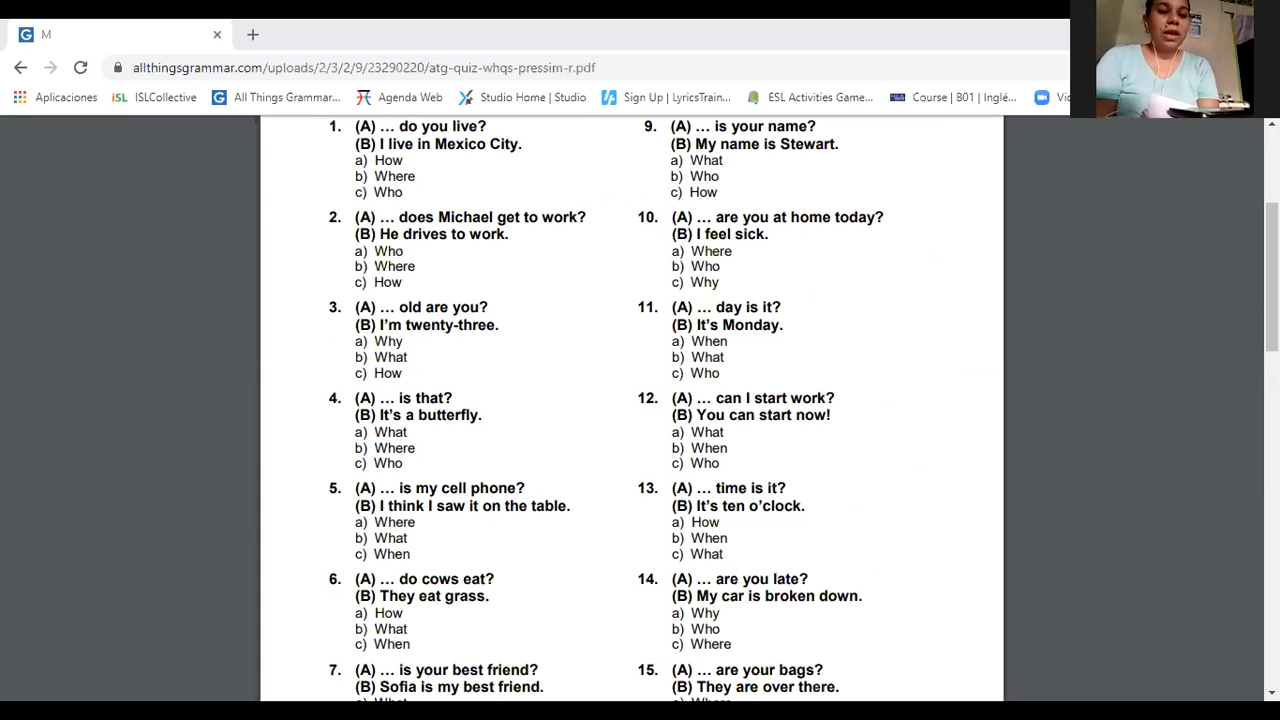 M
allthingsgrammar.com/uploads/2/3/2/9/23290220/atg-quiz-whqs-pressim-r.pdf
Aplicaciones
iSL ISLCollective
G All Things Grammar...
Agenda Web
Studio Home | Studio
Sign Up | LyricsTrain...
ESL Activities Game...
Course | B01 | Inglé...
1. (A) ... do you live?
(B) I live in Mexico City.
a) How
b) Where
c) Who
2. (A) ... does Michael get to work?
(B) He drives to work.
a) Who
b) Where
c) How
3. (A) ... old are you?
(B) I'm twenty-three.
a) Why
b) What
c) How
4. (A) ... is that?
(B) It's a butterfly.
a) What
b) Where
c) Who
5. (A) ... is my cell phone?
(B) I think I saw it on the table.
a) Where
b) What
c) When
6. (A) ... do cows eat?
(B) They eat grass.
a) How
b) What
c) When
7. (A) ... is your best friend?
(B) Sofia is my best friend.
9. (A) ... is your name?
(B) My name is Stewart.
a) What
b) Who
c) How
10. (A) ... are you at home today?
(B) I feel sick.
a) Where
b) Who
c) Why
11. (A) ... day is it?
(B) It's Monday.
a) When
b) What
c) Who
12. (A) ... can I start work?
(B) You can start now!
a) What
b) When
c) Who
13. (A) ... time is it?
(B) It's ten o'clock.
a) How
b) When
c) What
14. (A) ... are you late?
(B) My car is broken down.
a) Why
b) Who
c) Where
15. (A) ... are your bags?
(B) They are over there.